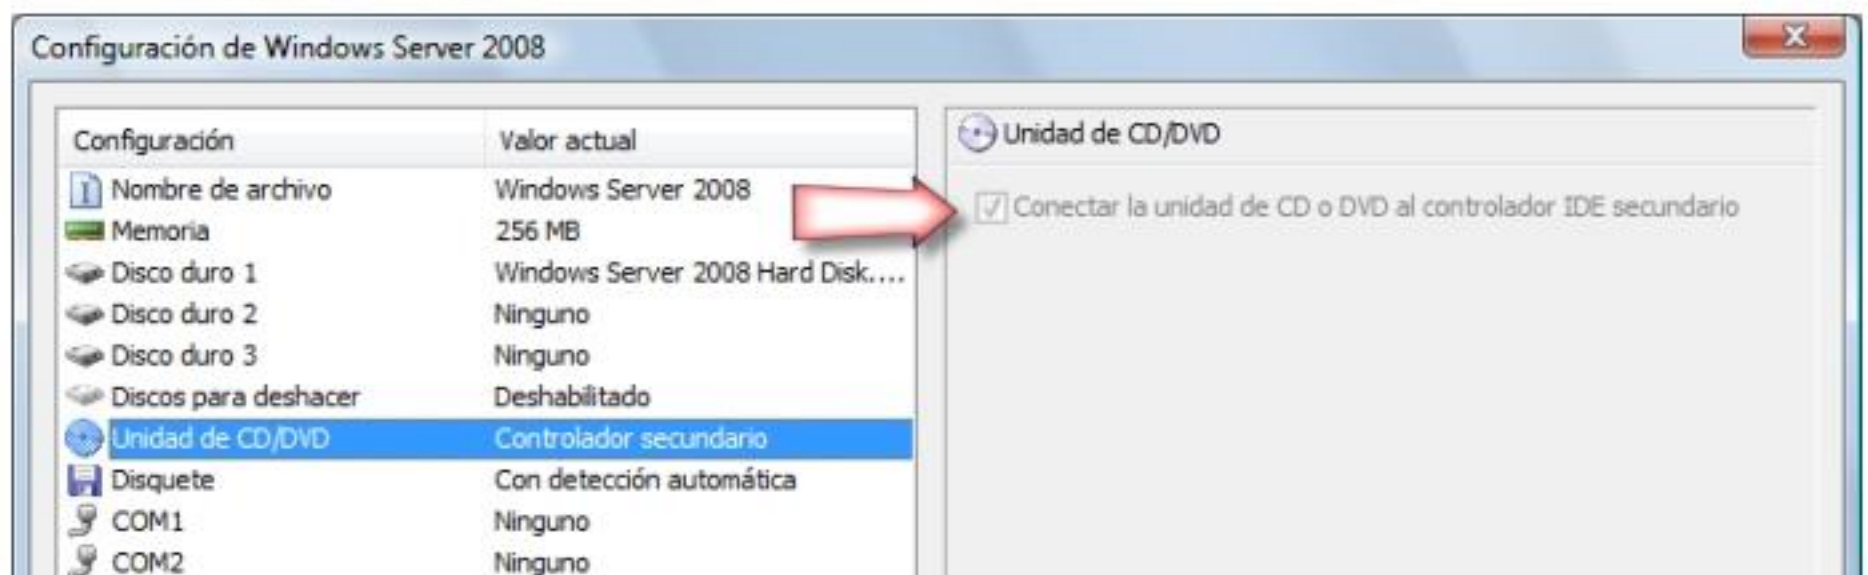 Configuración de Windows Server 2008
Configuración Valor actual
Nombre de archivo Windows Server 2008
Memoria 256 MB
Disco duro 1 Windows Server 2008 Hard Disk....
Disco duro 2 Ninguno
Disco duro 3 Ninguno
Discos para deshacer Deshabilitado
Unidad de CD/DVD Controlador secundario
Disquete Con detección automática
COM1 Ninguno
COM2 Ninguno
Unidad de CD/DVD
Conectar la unidad de CD o DVD al controlador IDE secundario